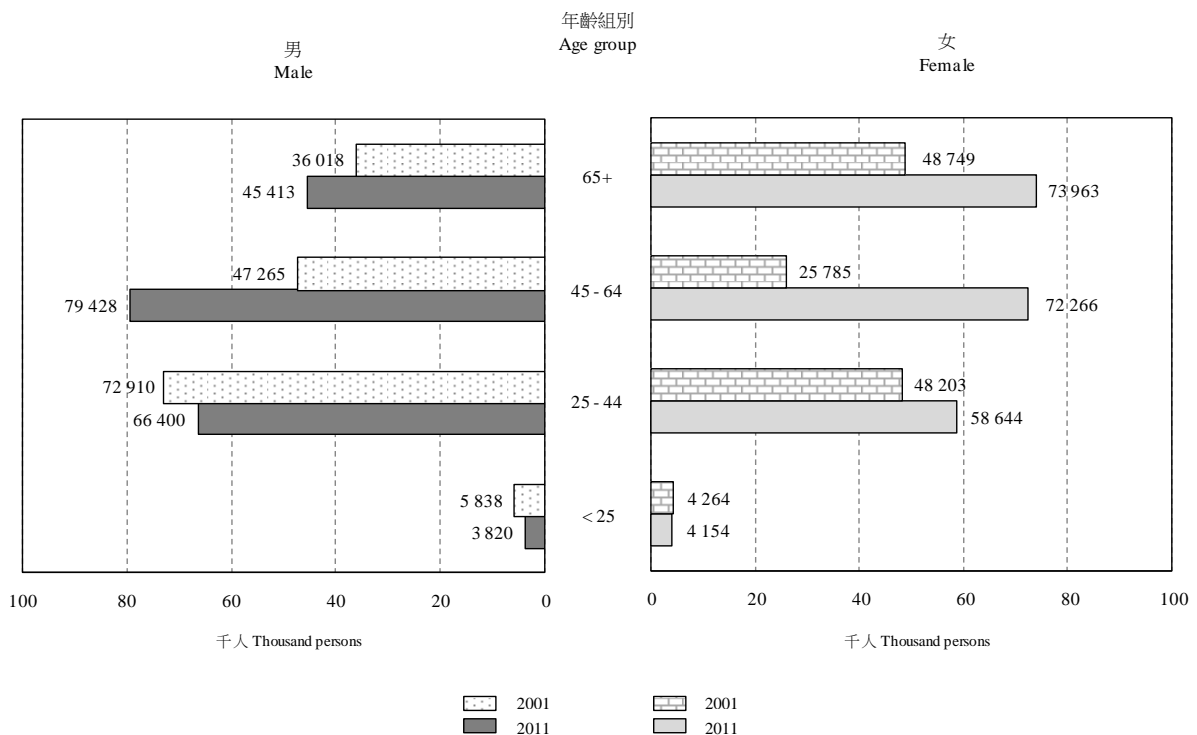 年齡組別
Age group
男
Male
女
Female
36 018
45 413
65+
48 749
73 963
47 265
79 428
45 - 64
25 785
72 266
72 910
66 400
25 - 44
48 203
58 644
5 838
3 820
< 25
4 264
4 154
100 80 60 40 20 0
0 20 40 60 80 100
千人 Thousand persons
千人 Thousand persons
2001
2011
2001
2011